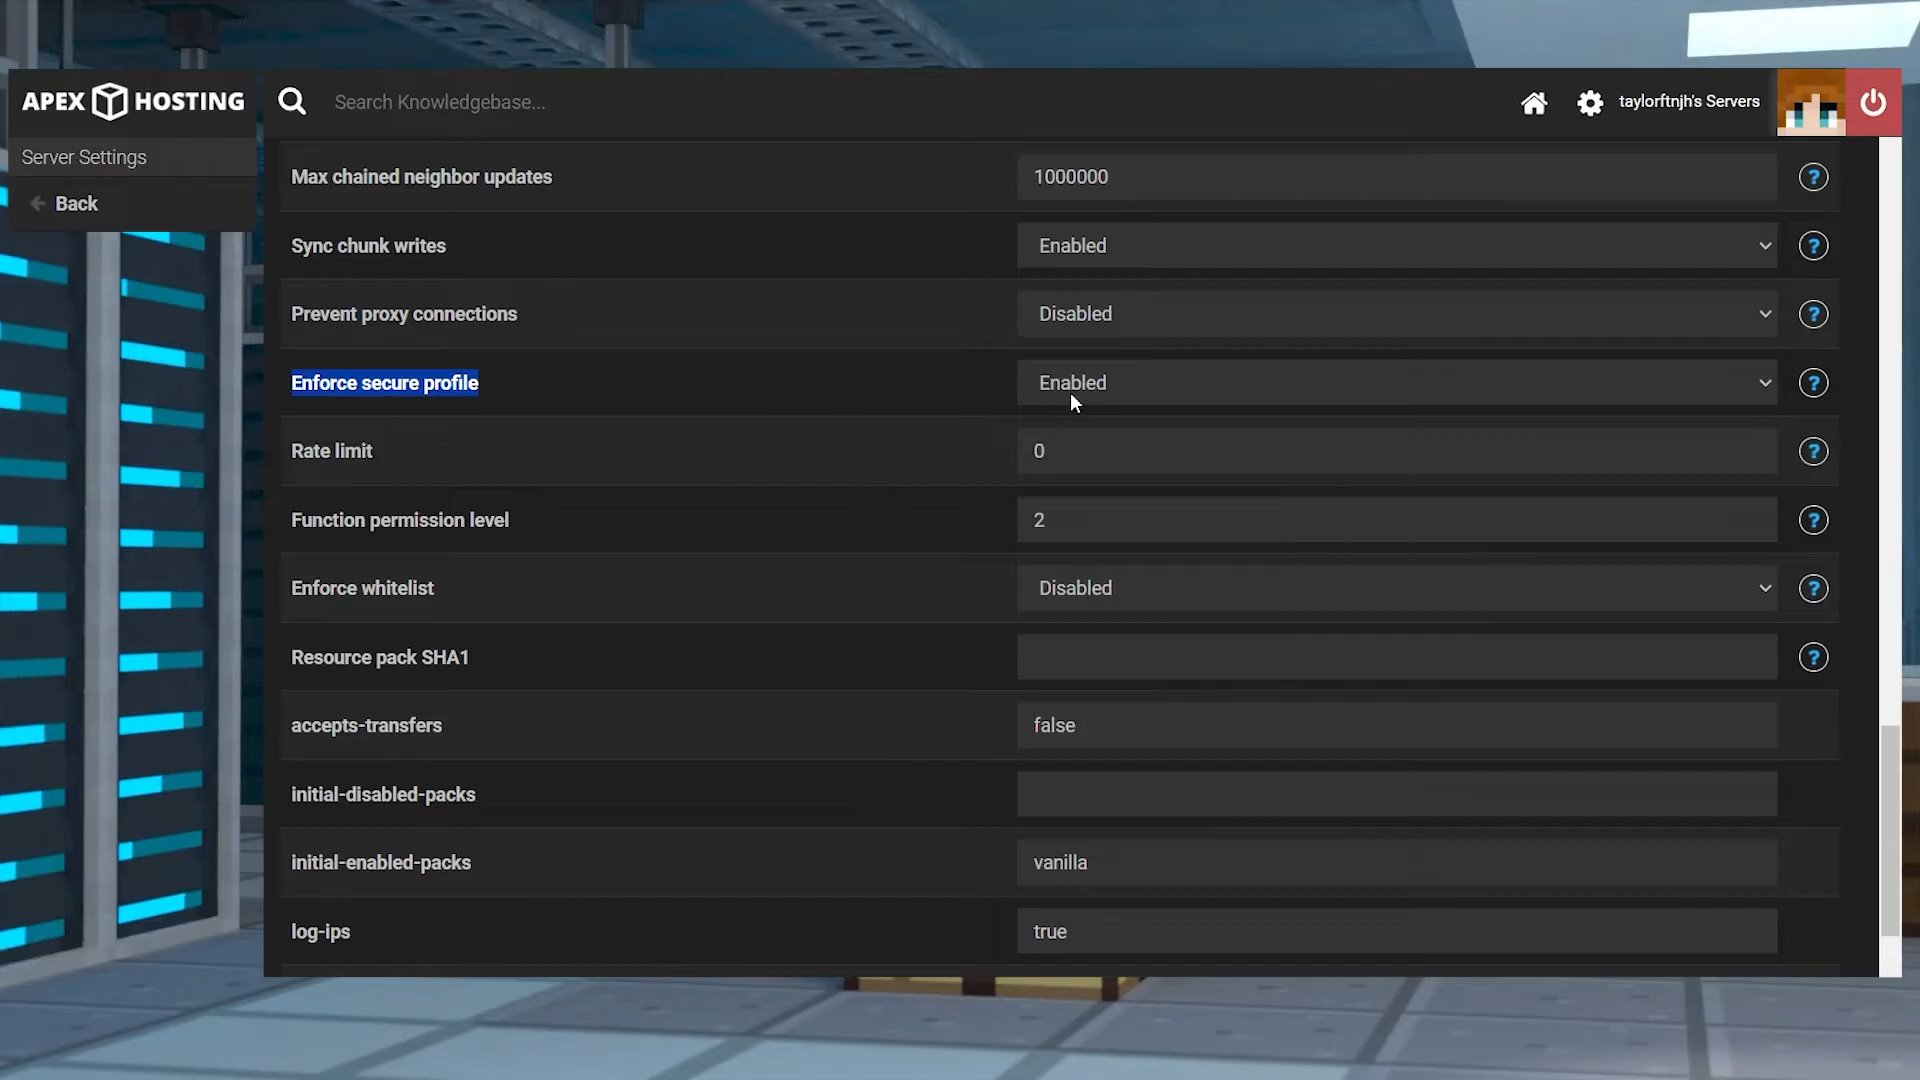 APEX HOSTING
Search Knowledgebase...
taylorftnjh's Servers
Server Settings
Back
Max chained neighbor updates
1000000
?
Sync chunk writes
Enabled
?
Prevent proxy connections
Disabled
?
Enforce secure profile
Enabled
?
Rate limit
0
?
Function permission level
2
?
Enforce whitelist
Disabled
?
Resource pack SHA1
?
accepts-transfers
false
initial-disabled-packs
initial-enabled-packs
vanilla
log-ips
true